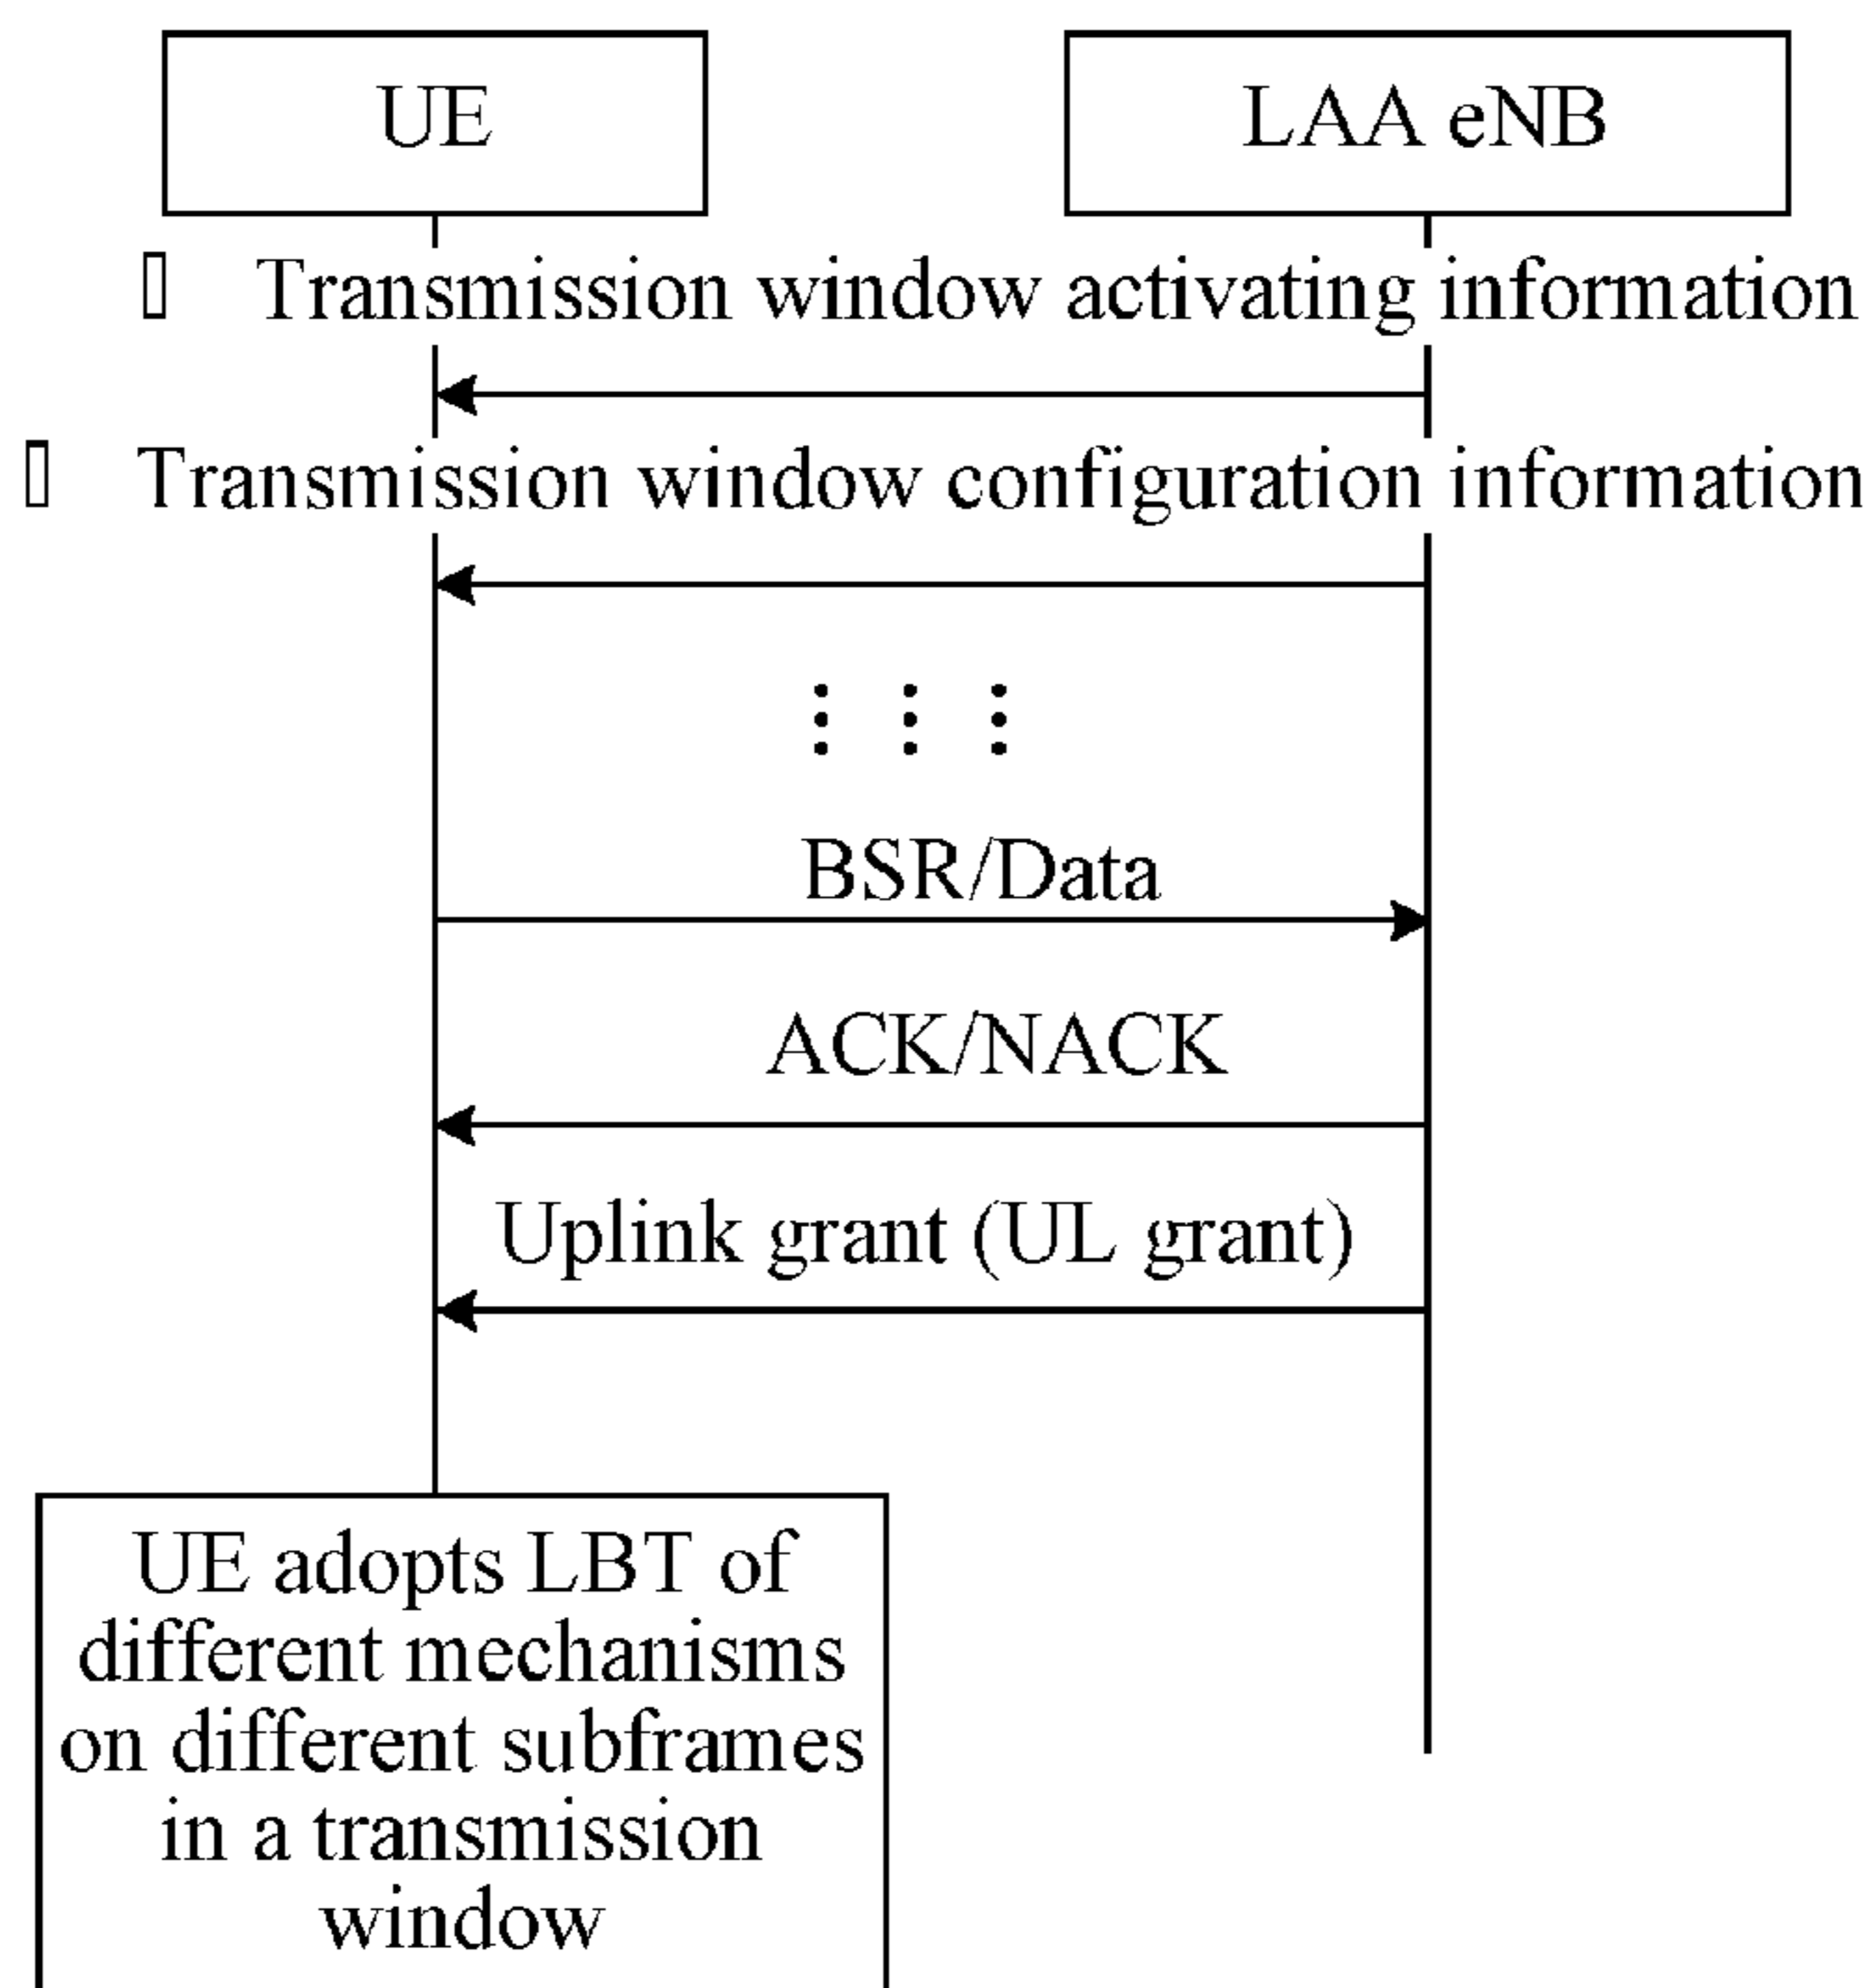 UE
LAA eNB
Transmission window activating information
Transmission window configuration information
BSR/Data
ACK/NACK
Uplink grant (UL grant)
UE adopts LBT of
different mechanisms
on different subframes
in a transmission
window